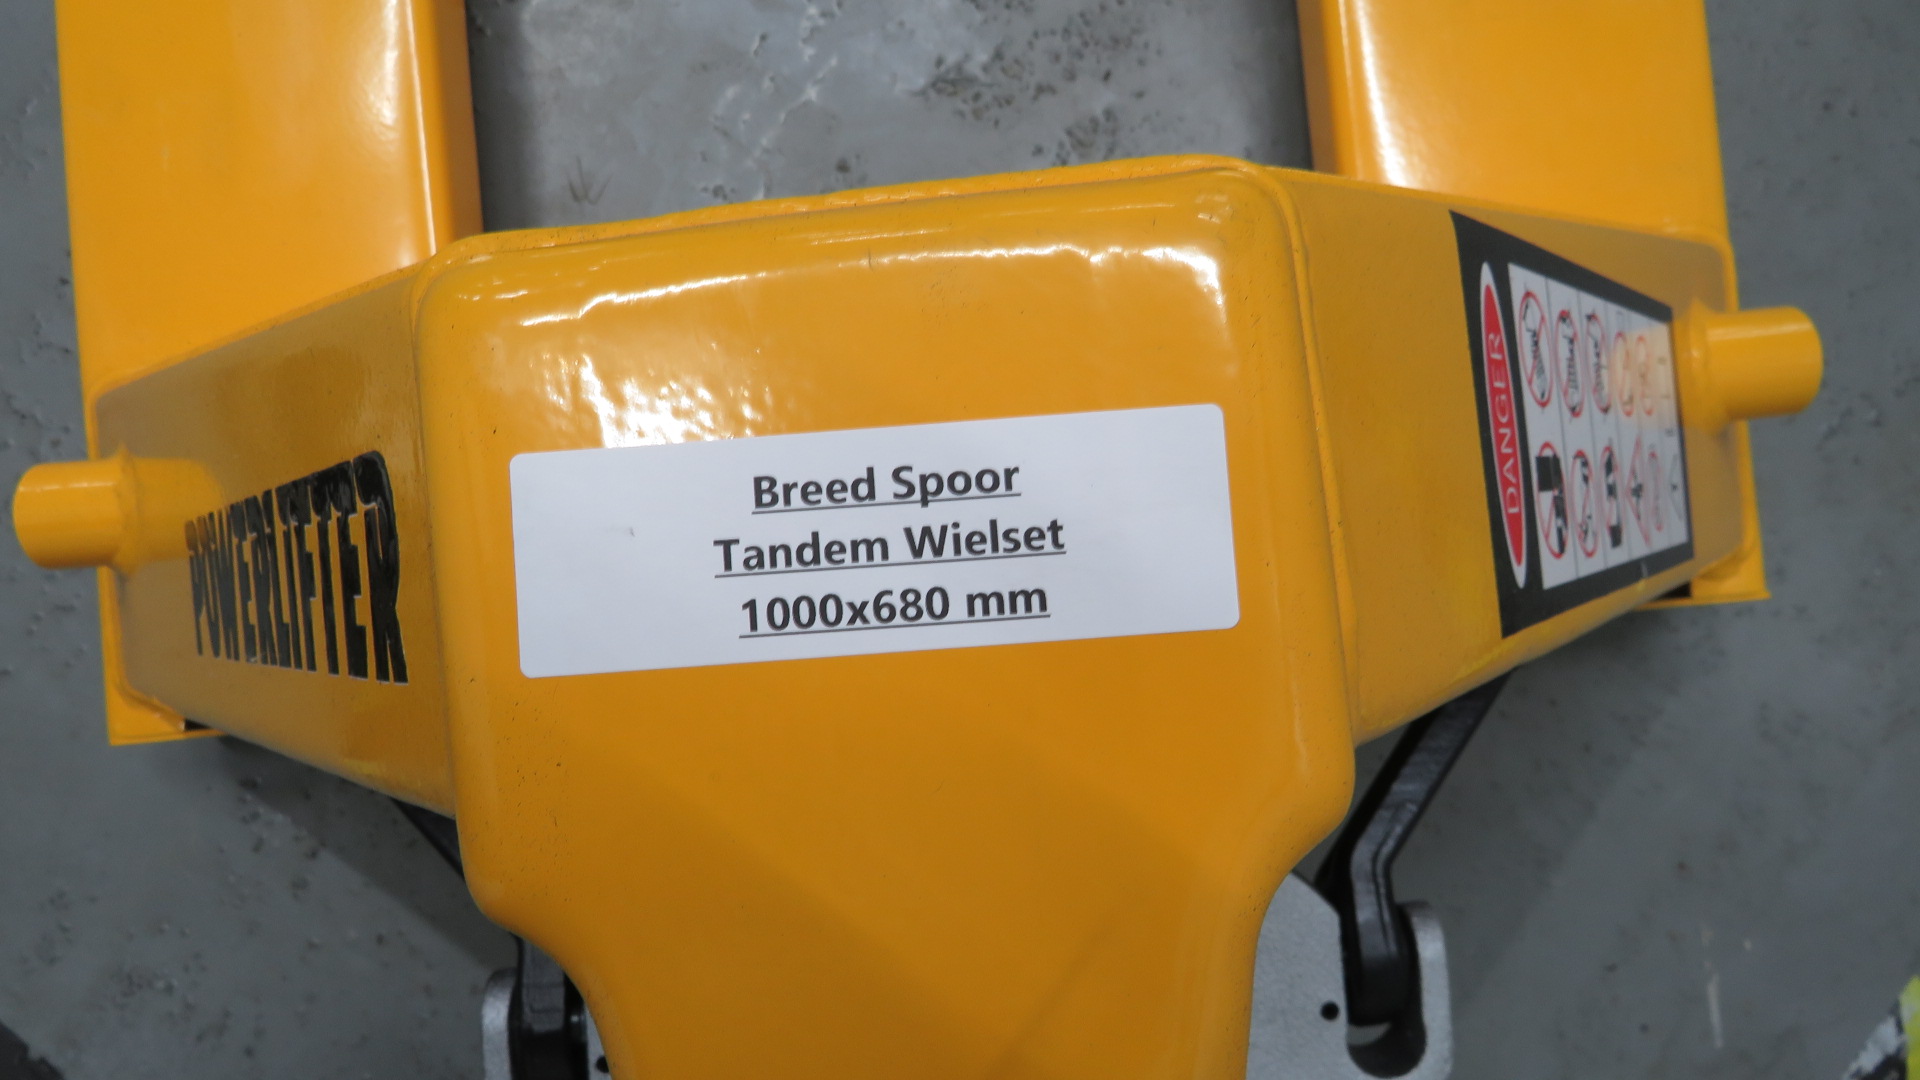 Breed Spoor
Tandem Wielset
1000x680 mm
POWERLIFTER
DANGER